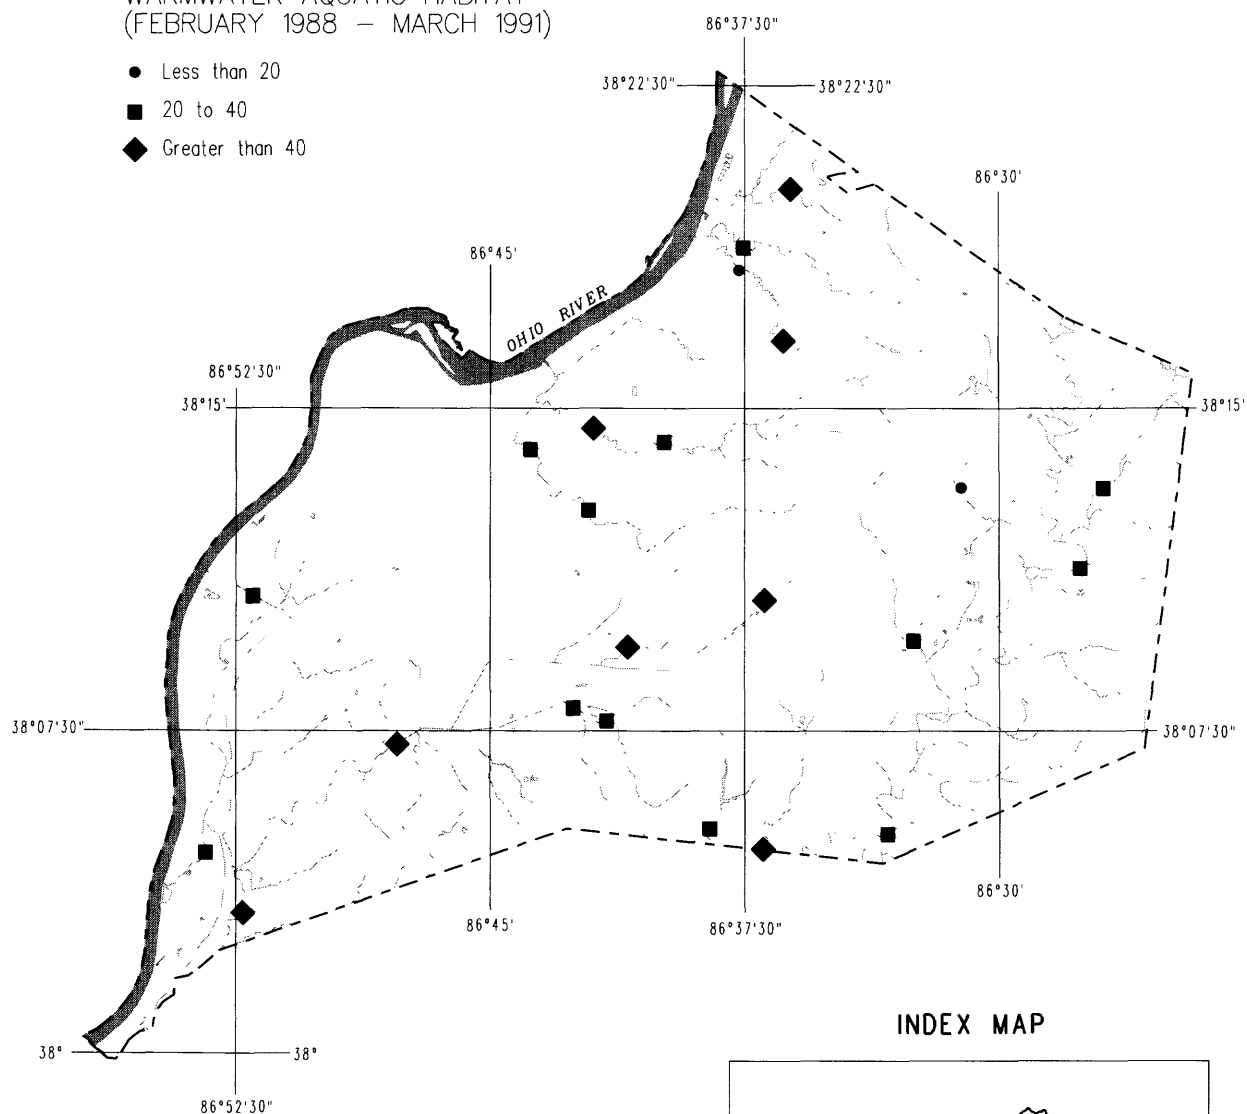 WARMWATER AQUATIC HABITAT
(FEBRUARY 1988 – MARCH 1991)
Less than 20
20 to 40
Greater than 40
86°37'30"
38°22'30"
38°22'30"
86°30'
86°45'
OHIO RIVER
86°52'30"
38°15'
38°15'
38°07'30"
38°07'30"
86°30'
86°45'
86°37'30"
INDEX MAP
38°
38°
86°52'30"